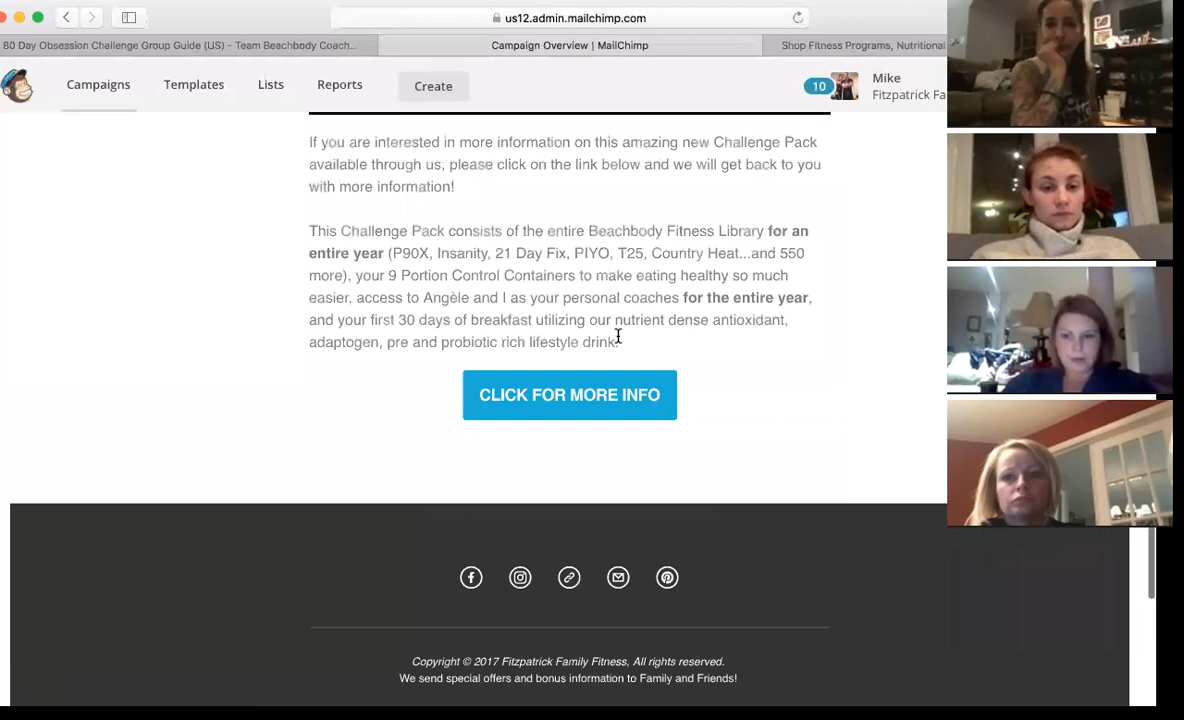 us12.admin.mailchimp.com
80 Day Obsession Challenge Group Guide (US) - Team Beachbody Coach...
Campaign Overview | MailChimp
Shop Fitness Programs, Nutritional
Campaigns
Templates
Lists
Reports
Create
10
Mike
Fitzpatrick Fa
If you are interested in more information on this amazing new Challenge Pack
available through us, please click on the link below and we will get back to you
with more information!
This Challenge Pack consists of the entire Beachbody Fitness Library for an
entire year (P90X, Insanity, 21 Day Fix, PIYO, T25, Country Heat...and 550
more), your 9 Portion Control Containers to make eating healthy so much
easier, access to Angèle and I as your personal coaches for the entire year,
and your first 30 days of breakfast utilizing our nutrient dense antioxidant,
adaptogen, pre and probiotic rich lifestyle drink.
CLICK FOR MORE INFO
Copyright © 2017 Fitzpatrick Family Fitness, All rights reserved.
We send special offers and bonus information to Family and Friends!